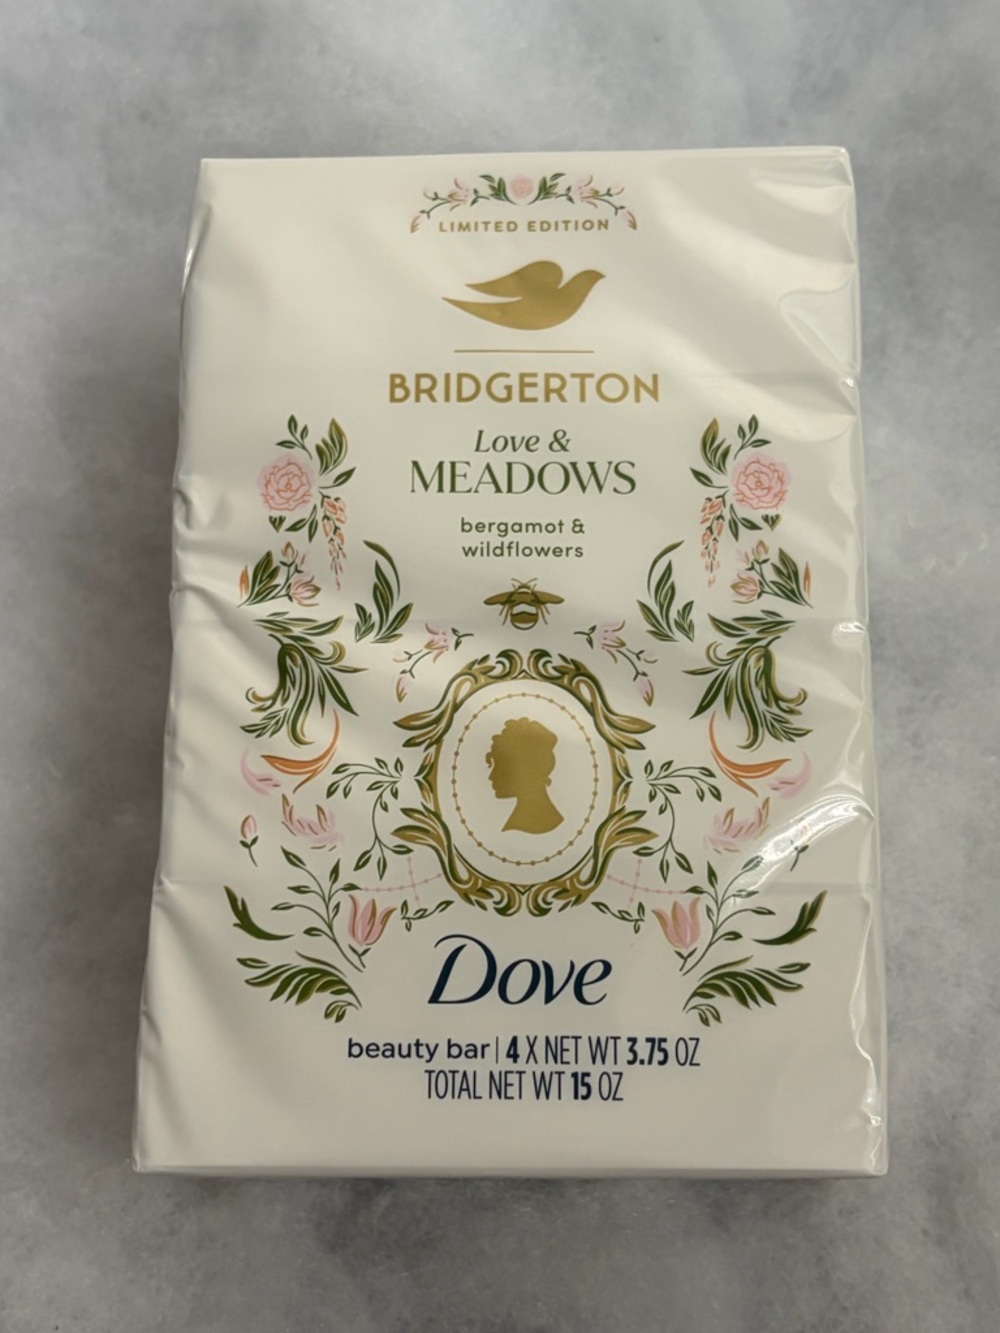 LIMITED EDITION
BRIDGERTON
Love &
MEADOWS
bergamot &
wildflowers
Dove
beauty bar | 4 X NET WT 3.75 OZ
TOTAL NET WT 15 OZ